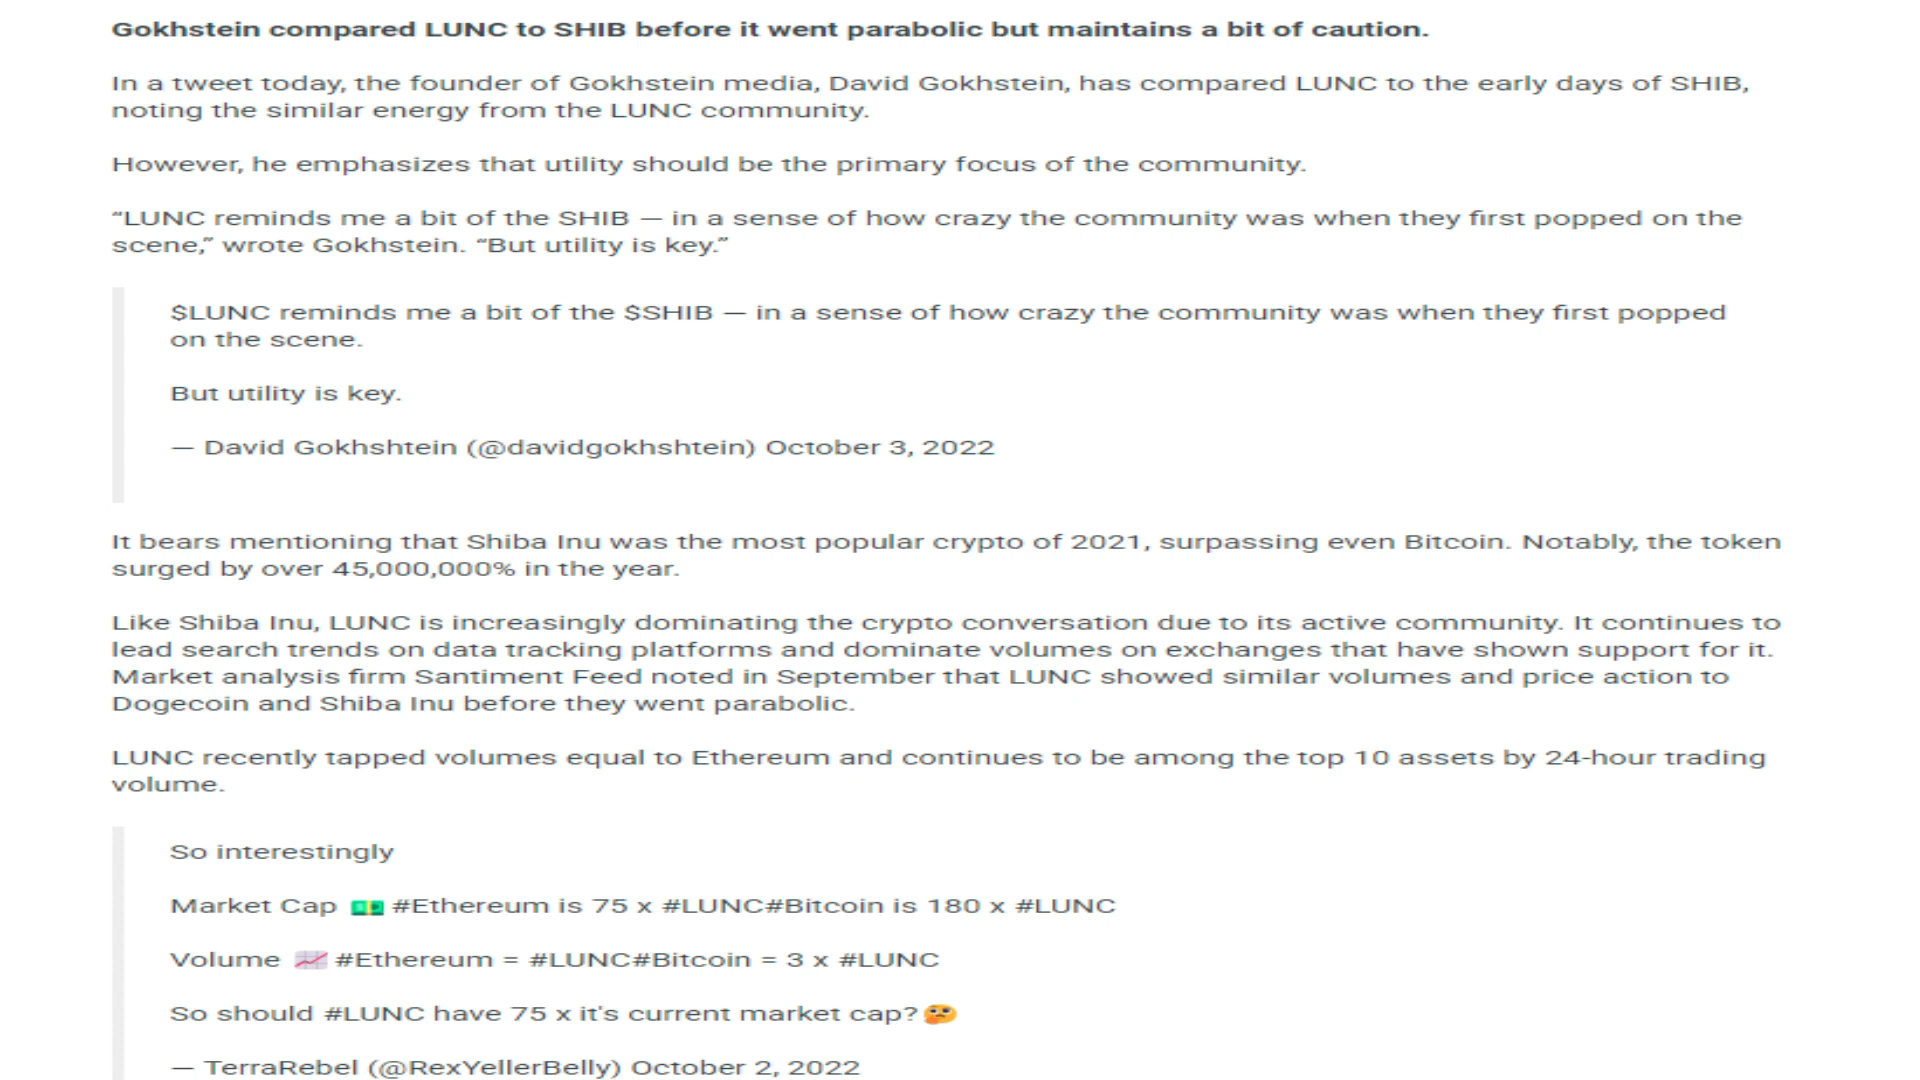 Gokhstein compared LUNC to SHIB before it went parabolic but maintains a bit of caution.
In a tweet today, the founder of Gokhstein media, David Gokhstein, has compared LUNC to the early days of SHIB,
noting the similar energy from the LUNC community.
However, he emphasizes that utility should be the primary focus of the community.
“LUNC reminds me a bit of the SHIB — in a sense of how crazy the community was when they first popped on the
scene,” wrote Gokhstein. “But utility is key.”
$LUNC reminds me a bit of the $SHIB — in a sense of how crazy the community was when they first popped
on the scene.
But utility is key.
— David Gokhshtein (@davidgokhshtein) October 3, 2022
It bears mentioning that Shiba Inu was the most popular crypto of 2021, surpassing even Bitcoin. Notably, the token
surged by over 45,000,000% in the year.
Like Shiba Inu, LUNC is increasingly dominating the crypto conversation due to its active community. It continues to
lead search trends on data tracking platforms and dominate volumes on exchanges that have shown support for it.
Market analysis firm Santiment Feed noted in September that LUNC showed similar volumes and price action to
Dogecoin and Shiba Inu before they went parabolic.
LUNC recently tapped volumes equal to Ethereum and continues to be among the top 10 assets by 24-hour trading
volume.
So interestingly
Market Cap 💵 #Ethereum is 75 x #LUNC#Bitcoin is 180 x #LUNC
Volume 📈 #Ethereum = #LUNC#Bitcoin = 3 x #LUNC
So should #LUNC have 75 x it's current market cap?🤔
— TerraRebel (@RexYellerBelly) October 2, 2022